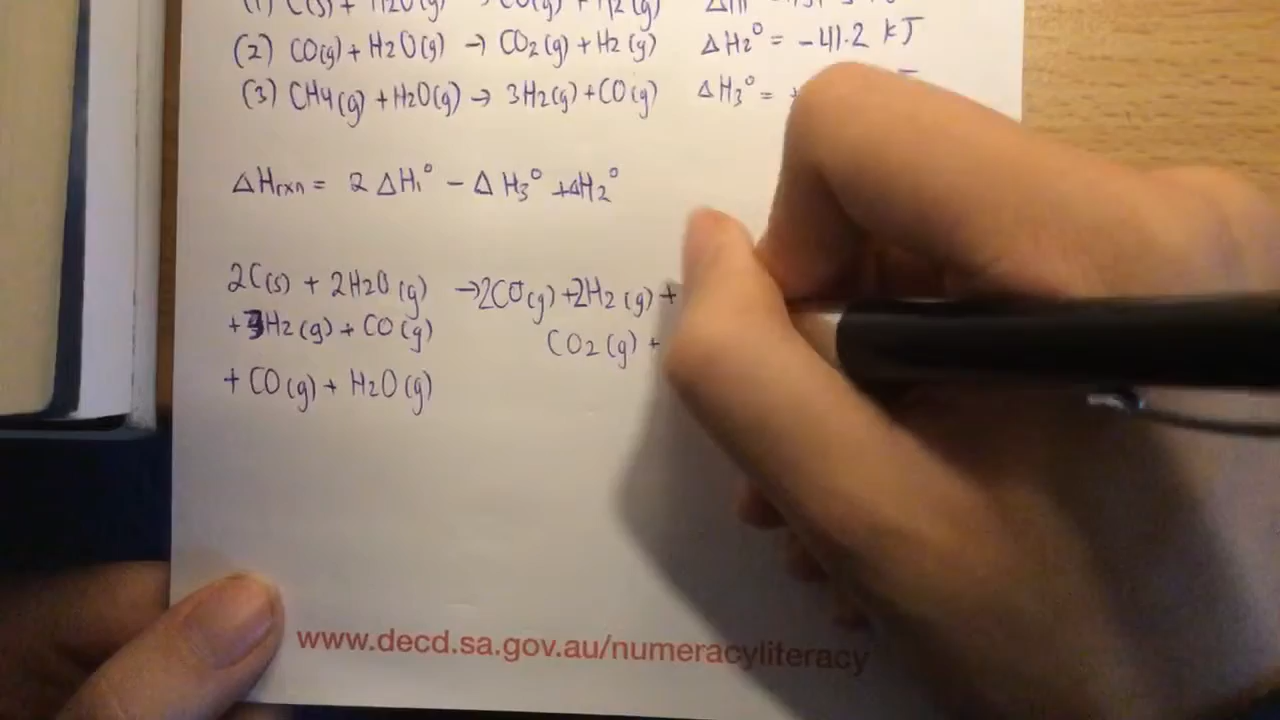 (2) CO(g) + H2O(g) → CO2(g) + H2(g) ΔH2° = -41.2 kJ
(3) CH4(g) + H2O(g) → 3H2(g) + CO(g) ΔH3° = +
ΔHrxn = 2 ΔH1° - ΔH3° + ΔH2°
2C(s) + 2H2O(g) → 2CO(g) + 2H2(g) +
+ 3H2(g) + CO(g) CO2(g) +
+ CO(g) + H2O(g)
www.decd.sa.gov.au/numeracyliteracy